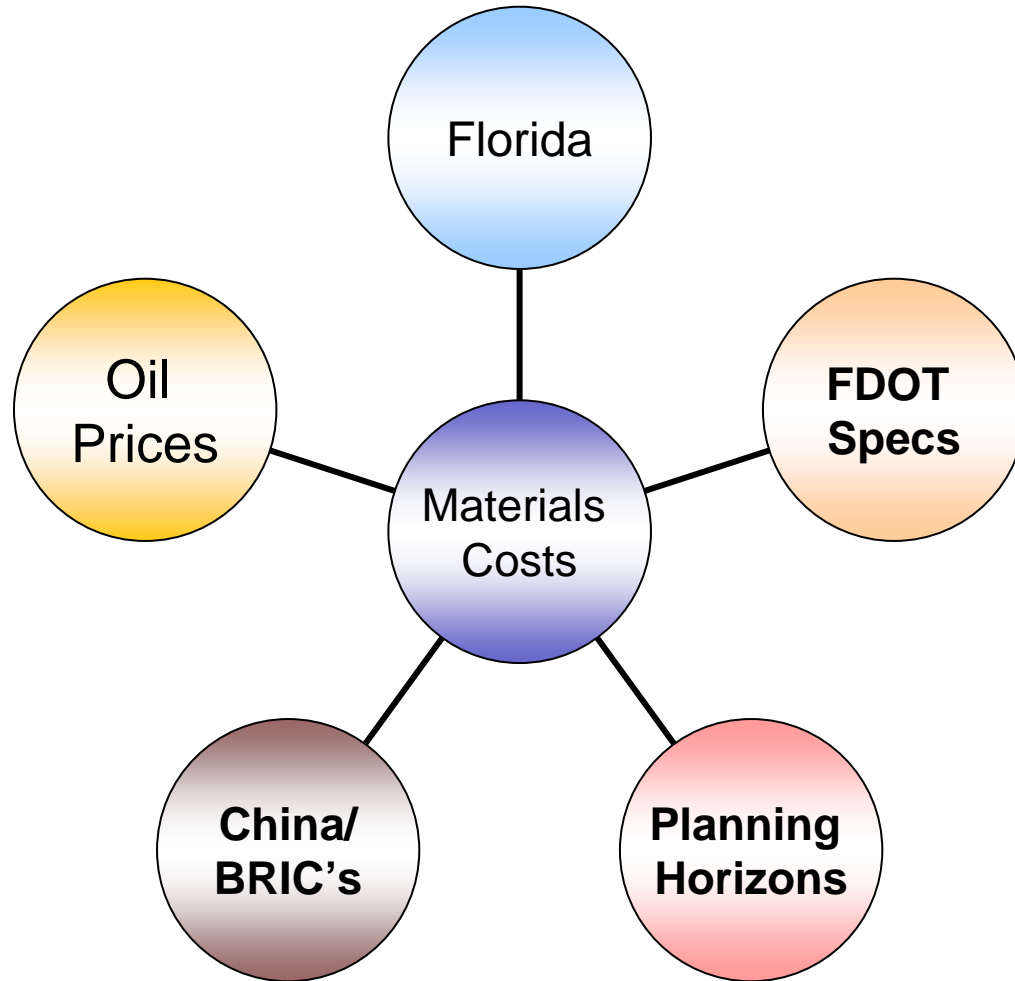 Florida
Oil
Prices
FDOT
Specs
Materials
Costs
China/
BRIC’s
Planning
Horizons